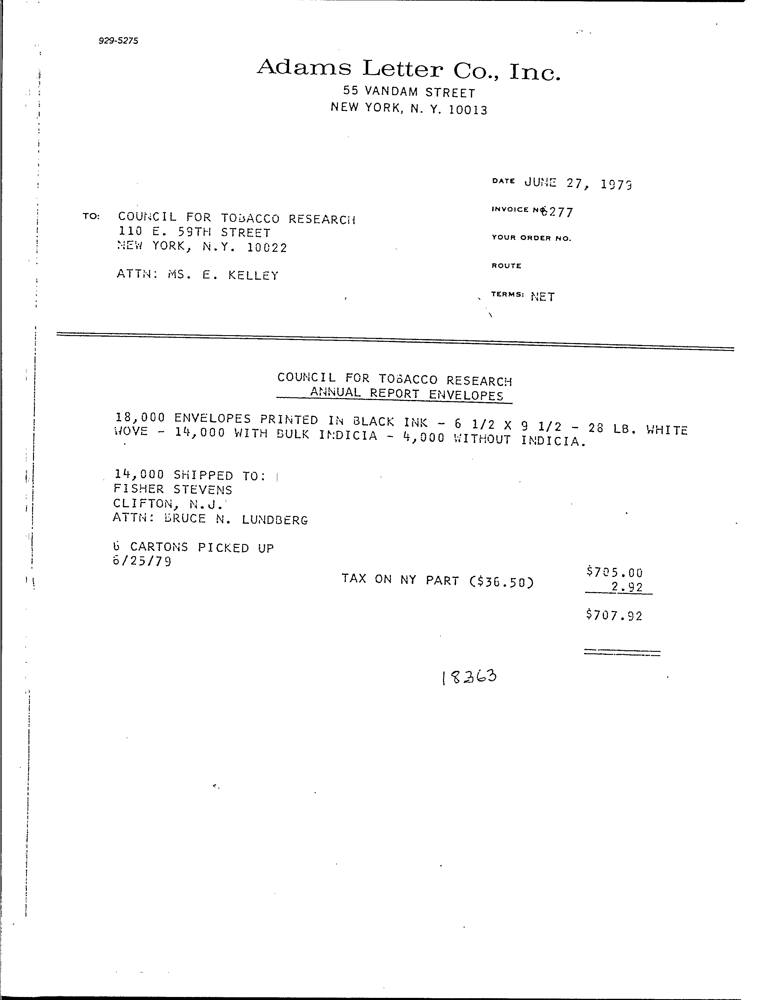 929-5275
Adams Letter Co., Inc.
55 VANDAM STREET
NEW YORK, N. Y. 10013
DATE JUNE 27, 1979
INVOICE Nº 6277
TO: COUNCIL FOR TOBACCO RESEARCH
110 E. 59TH STREET
NEW YORK, N.Y. 10022
YOUR ORDER NO.
ROUTE
ATTN: MS. E. KELLEY
TERMS: NET
COUNCIL FOR TOBACCO RESEARCH
ANNUAL REPORT ENVELOPES
18,000 ENVELOPES PRINTED IN BLACK INK - 6 1/2 X 9 1/2 - 28 LB. WHITE
WOVE - 14,000 WITH BULK INDICIA - 4,000 WITHOUT INDICIA.
14,000 SHIPPED TO:
FISHER STEVENS
CLIFTON, N.J.
ATTN: BRUCE N. LUNDBERG
6 CARTONS PICKED UP
6/25/79
$705.00
TAX ON NY PART ($36.50) 2.92
$707.92
18363